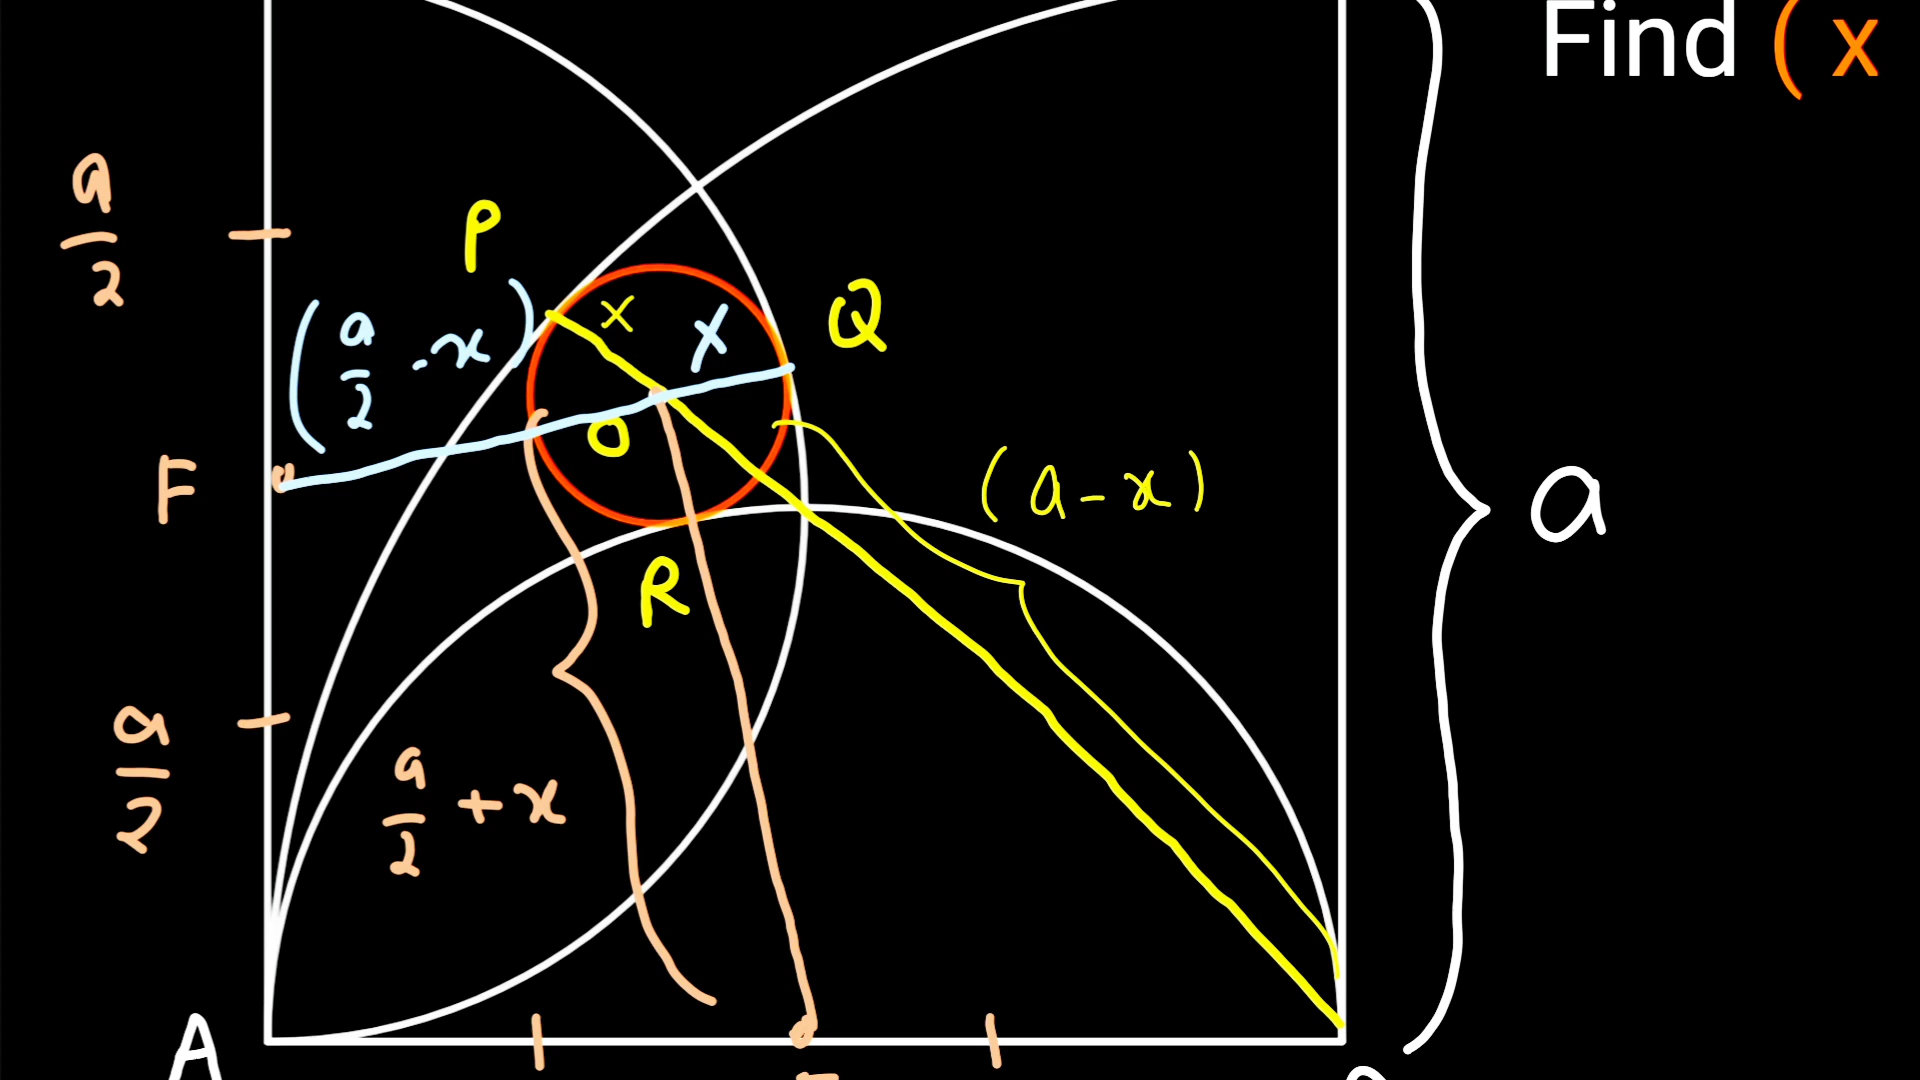 Find ( x
a/2
P
x
x
Q
( a/2 - x )
O
F
( a - x )
a
R
a/2
a/2 + x
A